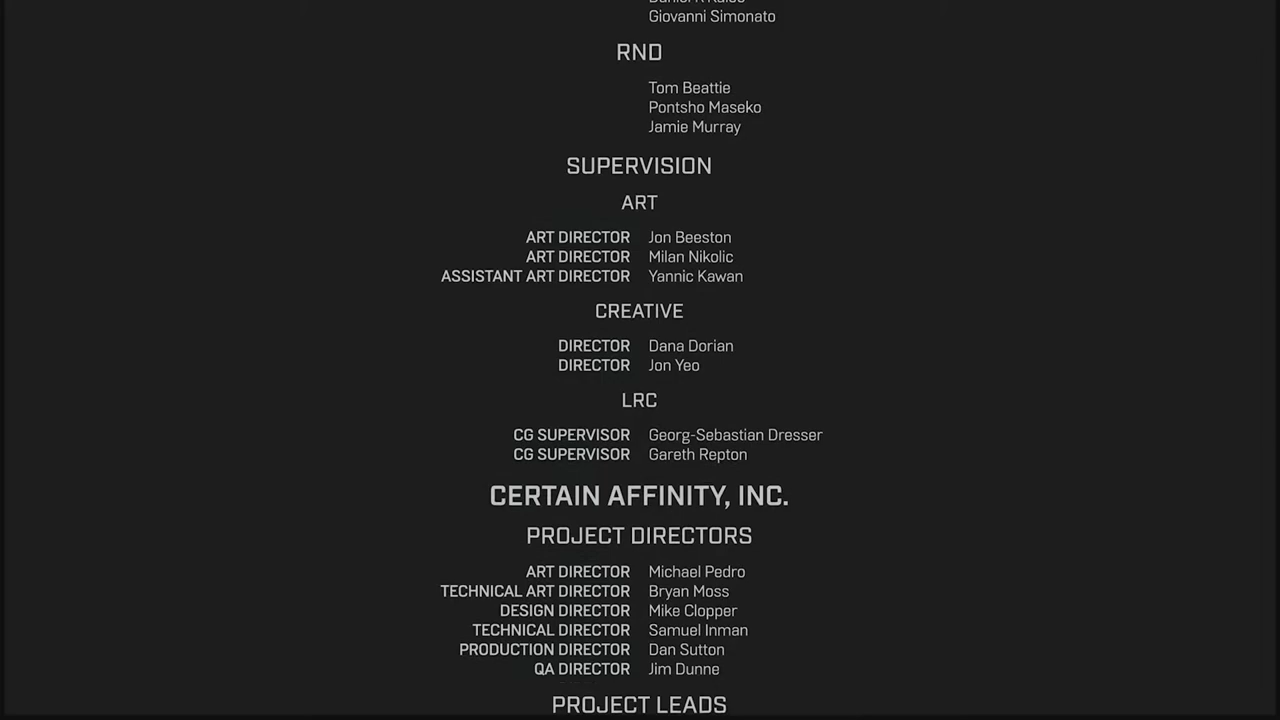 Giovanni Simonato
RND
Tom Beattie
Pontsho Maseko
Jamie Murray
SUPERVISION
ART
ART DIRECTOR Jon Beeston
ART DIRECTOR Milan Nikolic
ASSISTANT ART DIRECTOR Yannic Kawan
CREATIVE
DIRECTOR Dana Dorian
DIRECTOR Jon Yeo
LRC
CG SUPERVISOR Georg-Sebastian Dresser
CG SUPERVISOR Gareth Repton
CERTAIN AFFINITY, INC.
PROJECT DIRECTORS
ART DIRECTOR Michael Pedro
TECHNICAL ART DIRECTOR Bryan Moss
DESIGN DIRECTOR Mike Clopper
TECHNICAL DIRECTOR Samuel Inman
PRODUCTION DIRECTOR Dan Sutton
QA DIRECTOR Jim Dunne
PROJECT LEADS